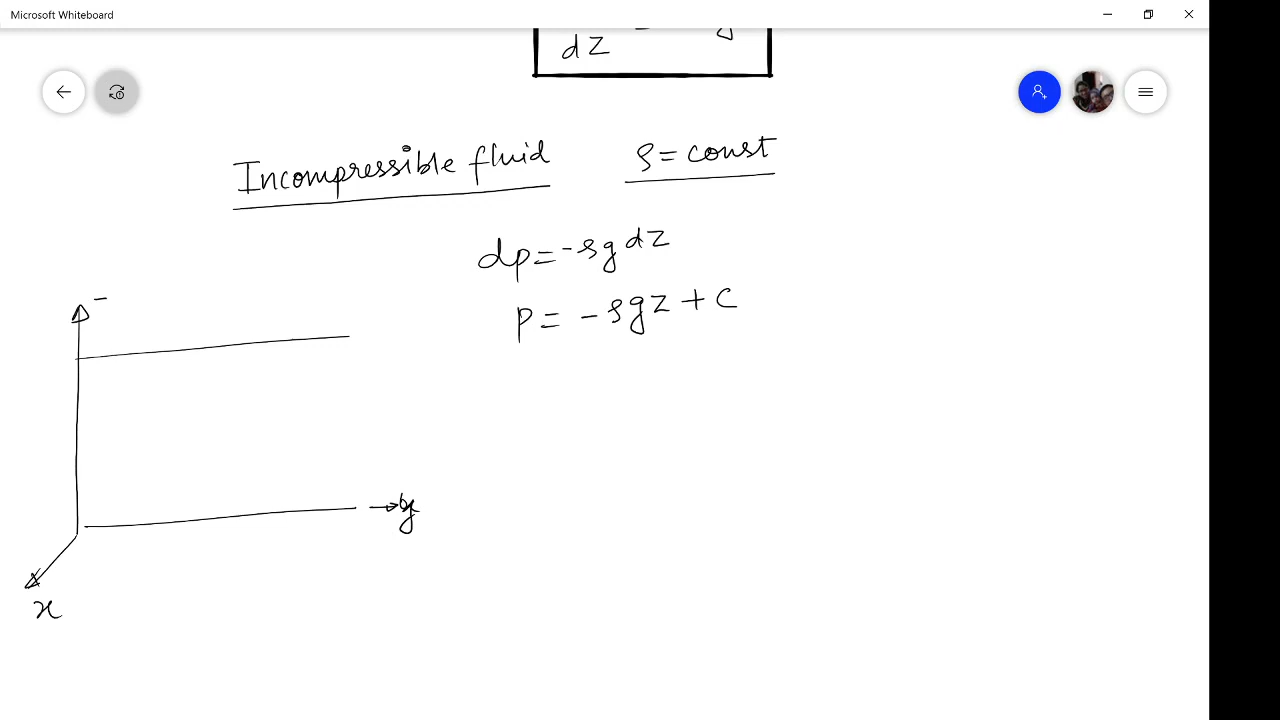 Microsoft Whiteboard
dZ
Incompressible fluid ρ = const
dp = -ρg dz
p = -ρgz + c
y
x